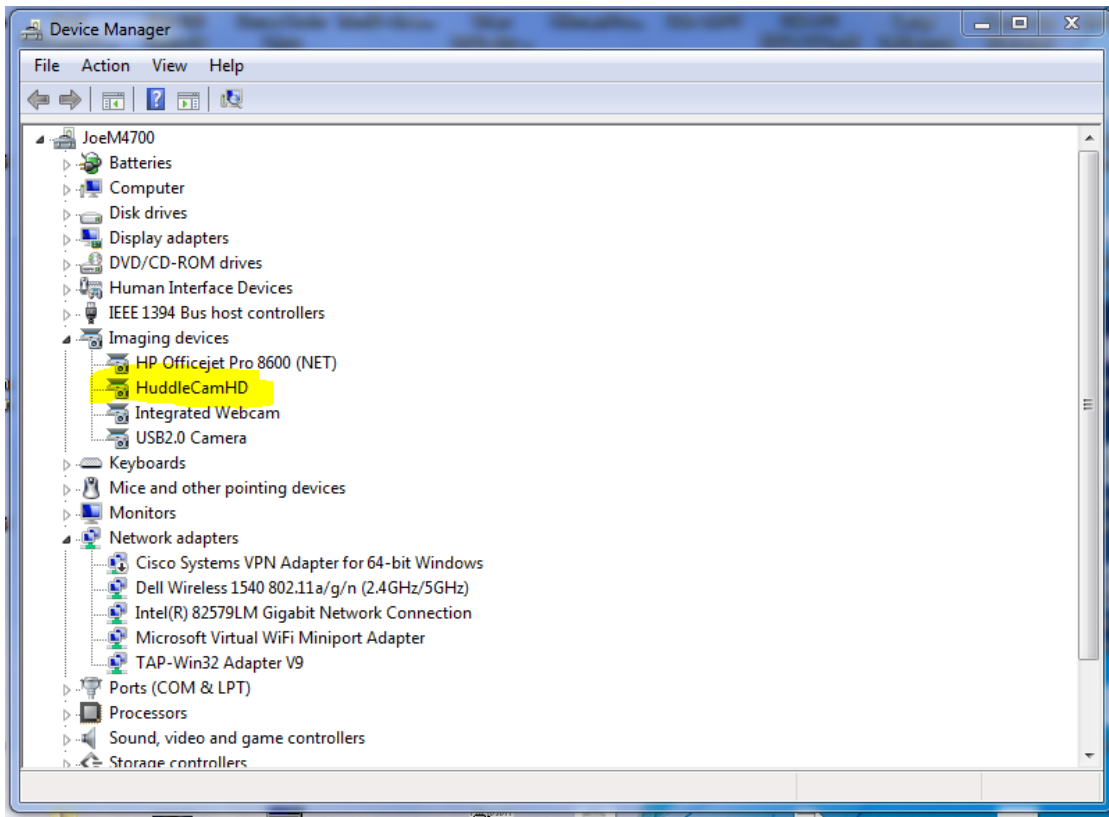 Device Manager
File Action View Help
JoeM4700
Batteries
Computer
Disk drives
Display adapters
DVD/CD-ROM drives
Human Interface Devices
IEEE 1394 Bus host controllers
Imaging devices
HP Officejet Pro 8600 (NET)
HuddleCamHD
Integrated Webcam
USB2.0 Camera
Keyboards
Mice and other pointing devices
Monitors
Network adapters
Cisco Systems VPN Adapter for 64-bit Windows
Dell Wireless 1540 802.11a/g/n (2.4GHz/5GHz)
Intel(R) 82579LM Gigabit Network Connection
Microsoft Virtual WiFi Miniport Adapter
TAP-Win32 Adapter V9
Ports (COM & LPT)
Processors
Sound, video and game controllers
Storage controllers